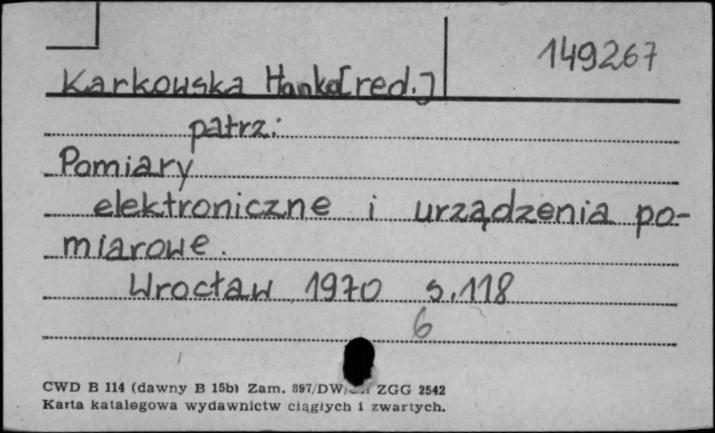 149267
Karkowska Hanka [red.]
patrz:
Pomiary
elektroniczne i urządzenia po-
miarowe.
Wrocław 1970 s. 118
6
CWD B 114 (dawny B 15b) Zam. 897/DW ZGG 2542
Karta katalogowa wydawnictw ciągłych i zwartych.